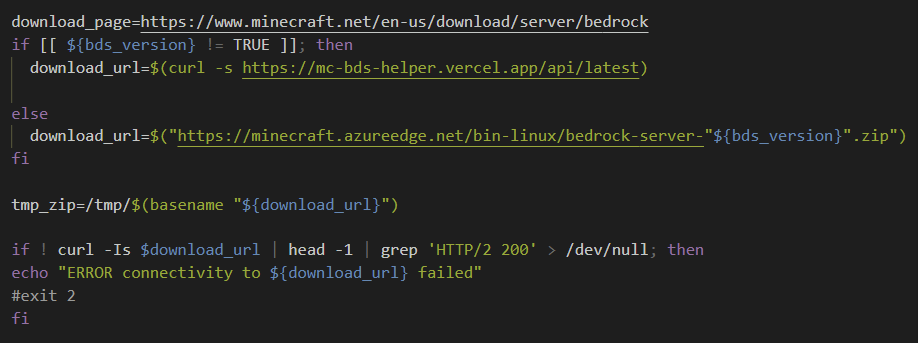 download_page=https://www.minecraft.net/en-us/download/server/bedrock
if [[ ${bds_version} != TRUE ]]; then
download_url=$(curl -s https://mc-bds-helper.vercel.app/api/latest)
else
download_url=$("https://minecraft.azureedge.net/bin-linux/bedrock-server-"${bds_version}".zip")
fi
tmp_zip=/tmp/$(basename "${download_url}")
if ! curl -Is $download_url | head -1 | grep 'HTTP/2 200' > /dev/null; then
echo "ERROR connectivity to ${download_url} failed"
#exit 2
fi